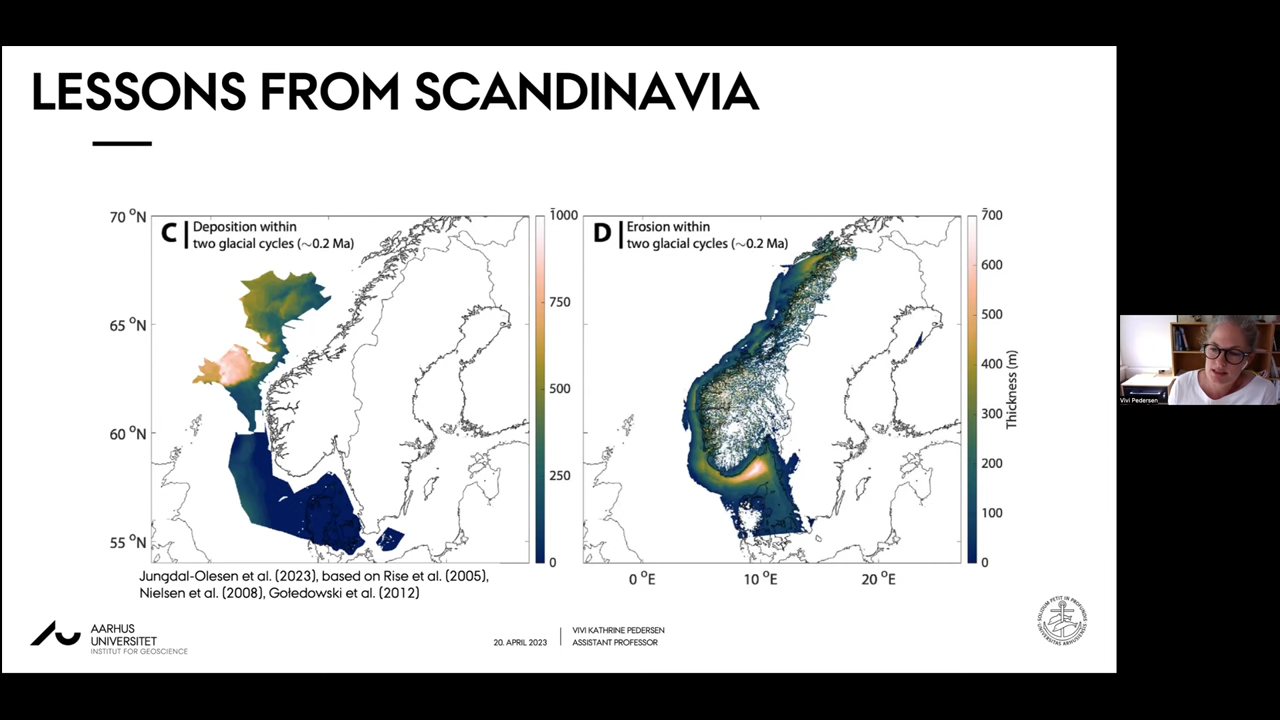 LESSONS FROM SCANDINAVIA
C
Deposition within
two glacial cycles (~0.2 Ma)
70 °N
65 °N
60 °N
55 °N
1000
750
500
250
0
D
Erosion within
two glacial cycles (~0.2 Ma)
700
600
500
400
300
200
100
0
Thickness (m)
0 °E
10 °E
20 °E
Jungdal-Olesen et al. (2023), based on Rise et al. (2005),
Nielsen et al. (2008), Gołedowski et al. (2012)
AARHUS
UNIVERSITET
INSTITUT FOR GEOSCIENCE
20. APRIL 2023
VIVI KATHRINE PEDERSEN
ASSISTANT PROFESSOR
Vivi Pedersen